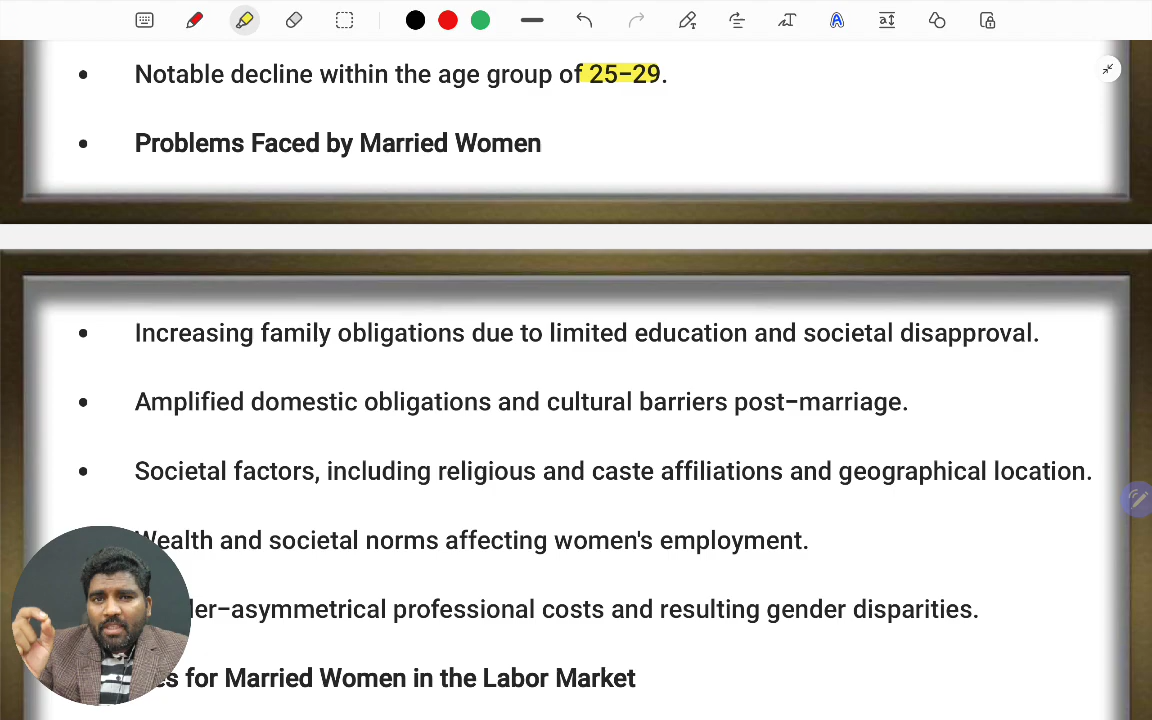 • Notable decline within the age group of 25–29.
• Problems Faced by Married Women
• Increasing family obligations due to limited education and societal disapproval.
• Amplified domestic obligations and cultural barriers post–marriage.
• Societal factors, including religious and caste affiliations and geographical location.
Wealth and societal norms affecting women's employment.
ler–asymmetrical professional costs and resulting gender disparities.
es for Married Women in the Labor Market